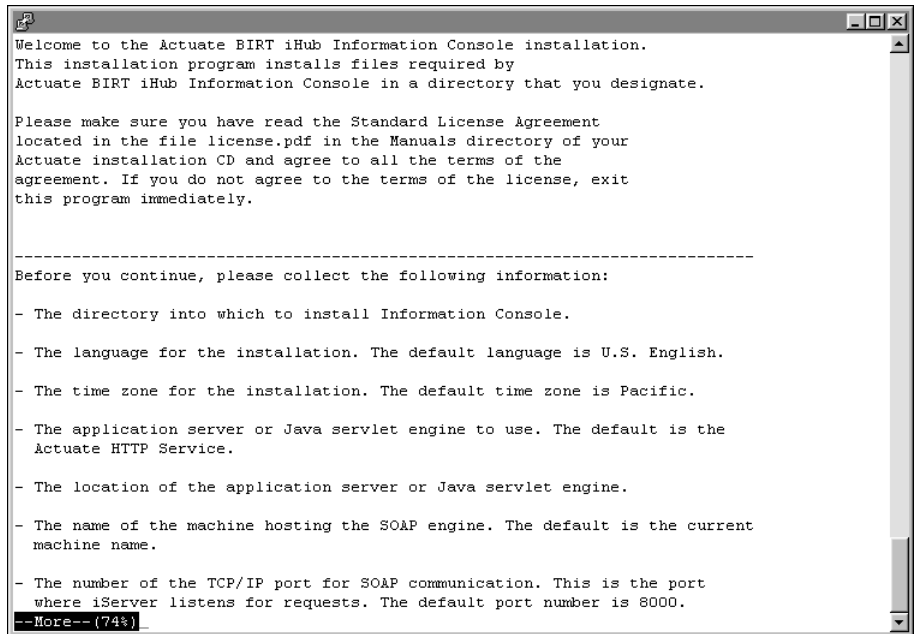 Welcome to the Actuate BIRT iHub Information Console installation.
This installation program installs files required by
Actuate BIRT iHub Information Console in a directory that you designate.
Please make sure you have read the Standard License Agreement
located in the file license.pdf in the Manuals directory of your
Actuate installation CD and agree to all the terms of the
agreement. If you do not agree to the terms of the license, exit
this program immediately.
-----------------------------------------------------------------------------
Before you continue, please collect the following information:
- The directory into which to install Information Console.
- The language for the installation. The default language is U.S. English.
- The time zone for the installation. The default time zone is Pacific.
- The application server or Java servlet engine to use. The default is the
Actuate HTTP Service.
- The location of the application server or Java servlet engine.
- The name of the machine hosting the SOAP engine. The default is the current
machine name.
- The number of the TCP/IP port for SOAP communication. This is the port
where iServer listens for requests. The default port number is 8000.
--More--(74%)_